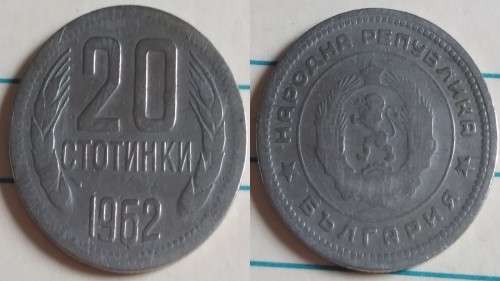 20
СТОТИНКИ
1962
НАРОДНА РЕПУБЛИКА
БЪЛГАРИЯ